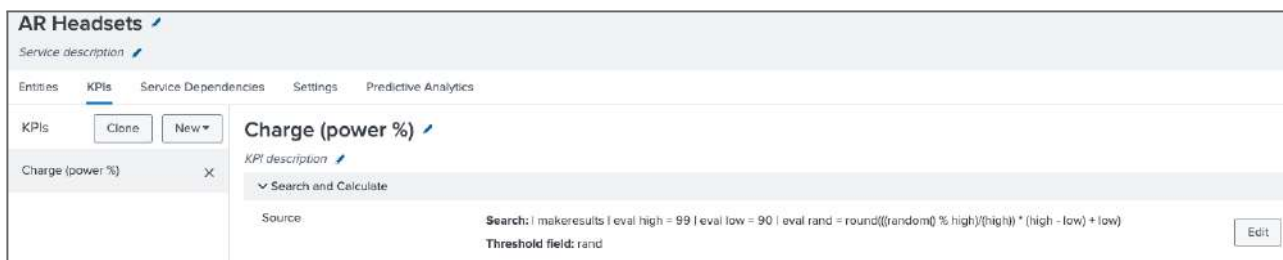 AR Headsets
Service description
Entities KPIs Service Dependencies Settings Predictive Analytics
KPIs Clone New
Charge (power %)
Charge (power %) X
KPI description
Search and Calculate
Source Search: | makeresults | eval high = 99 | eval low = 90 | eval rand = round(((random() % high)/(high)) * (high - low) + low)
Threshold field: rand
Edit